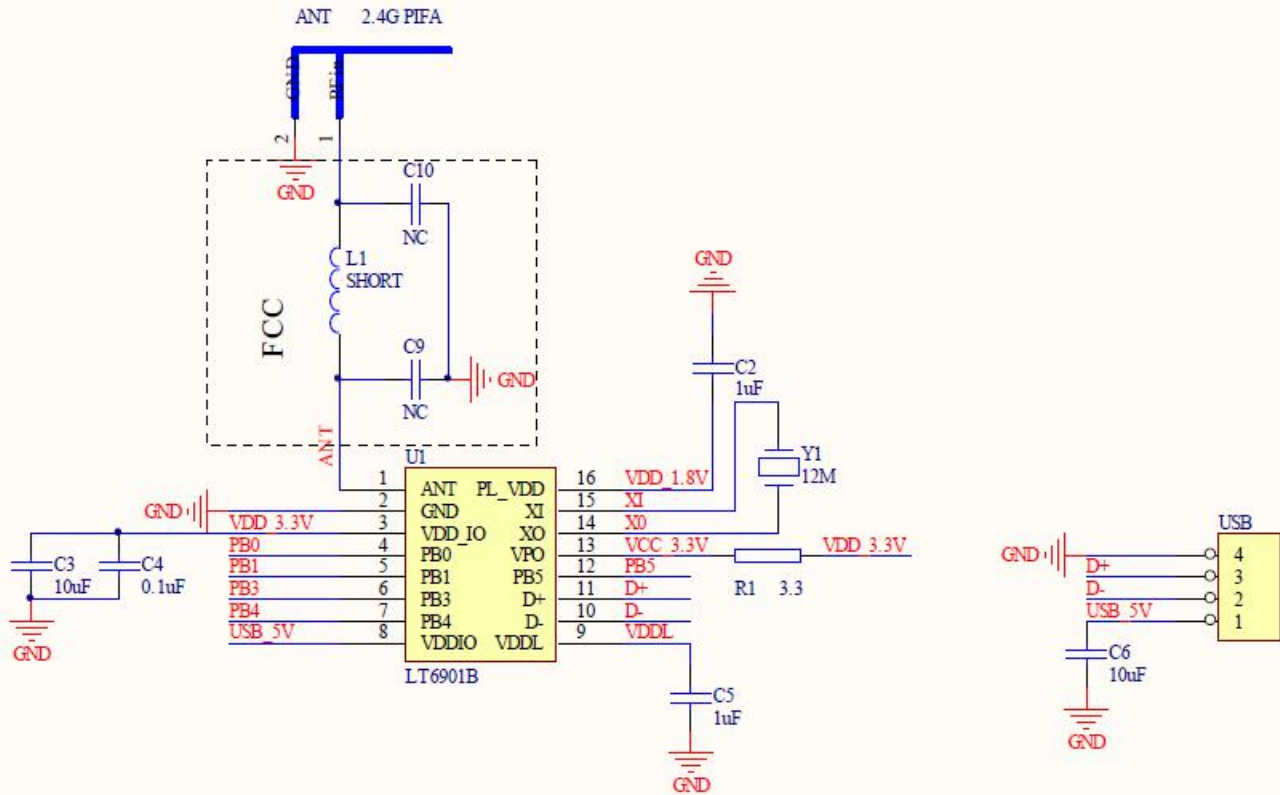 ANT 2.4G PIFA
GND
RFin
2
1
GND
C10
NC
L1
SHORT
FCC
C9
NC
GND
ANT
GND
C2
1uF
Y1
12M
U1
1 ANT PL_VDD 16 VDD_1.8V
GND 2 GND XI 15 XI
VDD_3.3V 3 VDD_IO XO 14 X0
PB0 4 PB0 VPO 13 VCC_3.3V
PB1 5 PB1 PB5 12 PB5
PB3 6 PB3 D+ 11 D+
PB4 7 PB4 D- 10 D-
USB_5V 8 VDDIO VDDL 9 VDDL
LT6901B
C3
10uF
C4
0.1uF
GND
R1 3.3
VDD_3.3V
C5
1uF
GND
USB
GND 4
D+ 3
D- 2
USB_5V 1
C6
10uF
GND